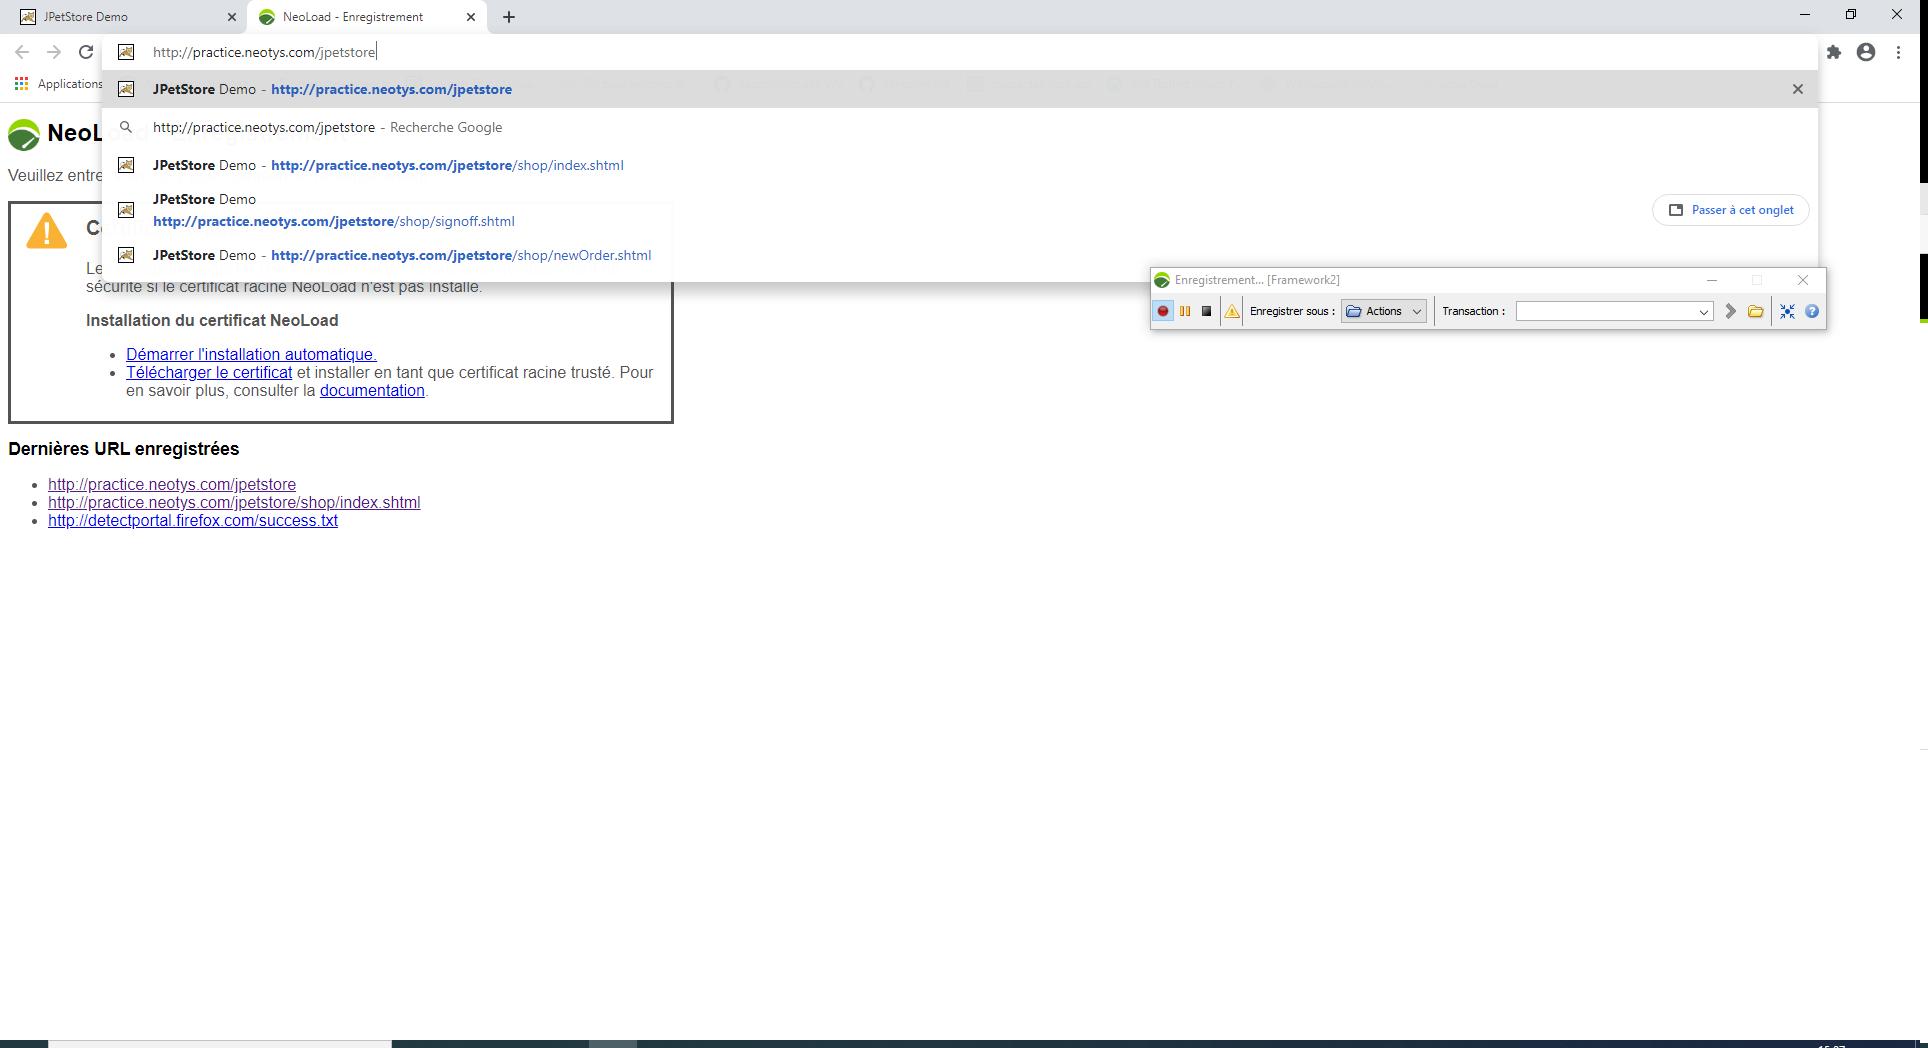 JPetStore Demo
NeoLoad - Enregistrement
http://practice.neotys.com/jpetstore
Applications
JPetStore Demo - http://practice.neotys.com/jpetstore
http://practice.neotys.com/jpetstore - Recherche Google
JPetStore Demo - http://practice.neotys.com/jpetstore/shop/index.shtml
JPetStore Demo
http://practice.neotys.com/jpetstore/shop/signoff.shtml
Passer à cet onglet
JPetStore Demo - http://practice.neotys.com/jpetstore/shop/newOrder.shtml
NeoL
Veuillez entre
C
Le
sécurité si le certificat racine NeoLoad n'est pas installé.
Installation du certificat NeoLoad
Démarrer l'installation automatique.
Télécharger le certificat et installer en tant que certificat racine trusté. Pour
en savoir plus, consulter la documentation.
Enregistrement... [Framework2]
Enregistrer sous : Actions Transaction :
Dernières URL enregistrées
http://practice.neotys.com/jpetstore
http://practice.neotys.com/jpetstore/shop/index.shtml
http://detectportal.firefox.com/success.txt